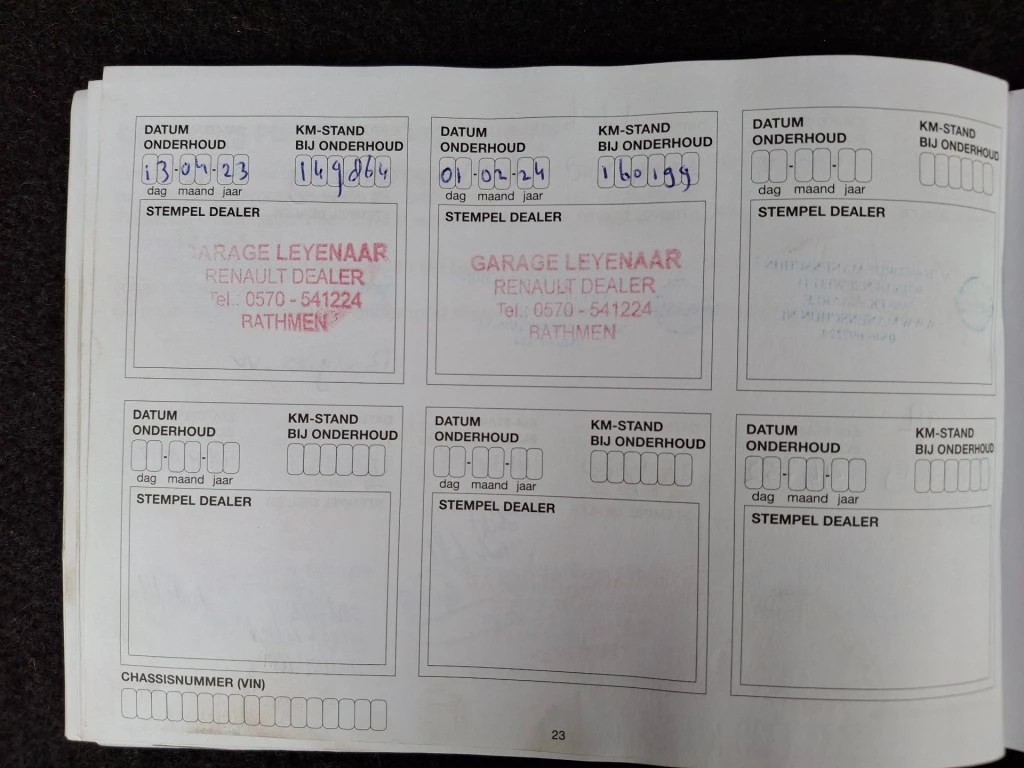 DATUM
ONDERHOUD
KM-STAND
BIJ ONDERHOUD
13-04-23
149864
dag maand jaar
STEMPEL DEALER
GARAGE LEYENAAR
RENAULT DEALER
Tel.: 0570 - 541224
BATHMEN
DATUM
ONDERHOUD
KM-STAND
BIJ ONDERHOUD
01-02-24
160199
dag maand jaar
STEMPEL DEALER
GARAGE LEYENAAR
RENAULT DEALER
Tel.: 0570 - 541224
BATHMEN
DATUM
ONDERHOUD
KM-STAND
BIJ ONDERHOUD
dag maand jaar
STEMPEL DEALER
DATUM
ONDERHOUD
KM-STAND
BIJ ONDERHOUD
dag maand jaar
STEMPEL DEALER
DATUM
ONDERHOUD
KM-STAND
BIJ ONDERHOUD
dag maand jaar
STEMPEL DEALER
DATUM
ONDERHOUD
KM-STAND
BIJ ONDERHOUD
dag maand jaar
STEMPEL DEALER
CHASSISNUMMER (VIN)
23